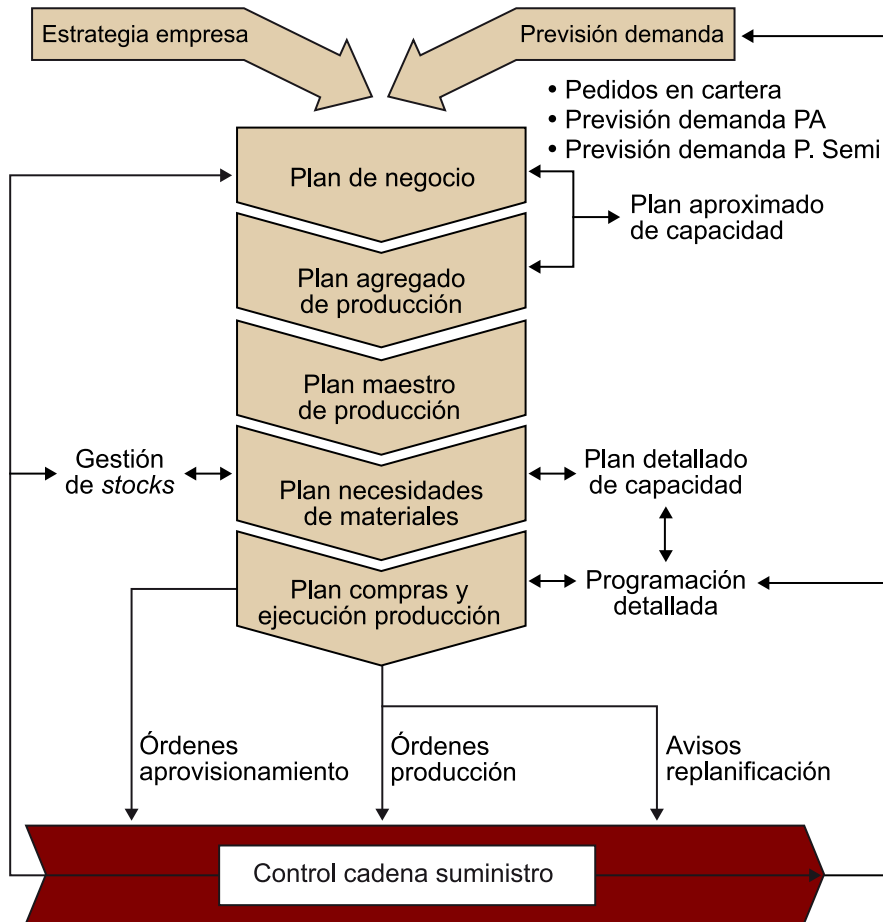 Estrategia empresa
Previsión demanda
• Pedidos en cartera
• Previsión demanda PA
• Previsión demanda P. Semi
Plan de negocio
Plan aproximado
de capacidad
Plan agregado
de producción
Plan maestro
de producción
Gestión
de stocks
Plan necesidades
de materiales
Plan detallado
de capacidad
Plan compras y
ejecución producción
Programación
detallada
Órdenes
aprovisionamiento
Órdenes
producción
Avisos
replanificación
Control cadena suministro